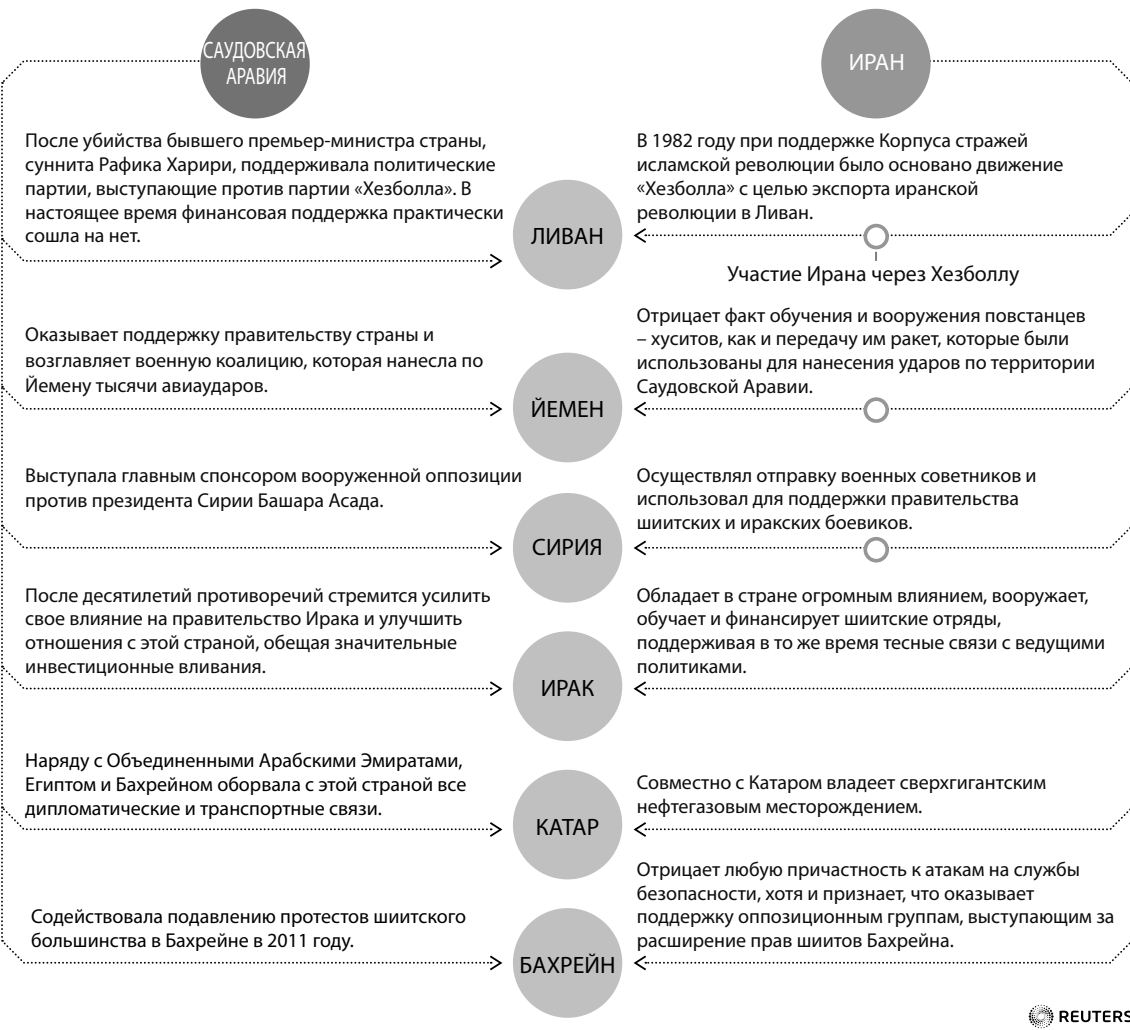 САУДОВСКАЯ
АРАВИЯ
ИРАН
После убийства бывшего премьер-министра страны,
суннита Рафика Харири, поддерживала политические
партии, выступающие против партии «Хезболла». В
настоящее время финансовая поддержка практически
сошла на нет.
ЛИВАН
В 1982 году при поддержке Корпуса стражей
исламской революции было основано движение
«Хезболла» с целью экспорта иранской
революции в Ливан.
Участие Ирана через Хезболлу
Оказывает поддержку правительству страны и
возглавляет военную коалицию, которая нанесла по
Йемену тысячи авиаударов.
ЙЕМЕН
Отрицает факт обучения и вооружения повстанцев
– хуситов, как и передачу им ракет, которые были
использованы для нанесения ударов по территории
Саудовской Аравии.
Выступала главным спонсором вооруженной оппозиции
против президента Сирии Башара Асада.
СИРИЯ
Осуществлял отправку военных советников и
использовал для поддержки правительства
шиитских и иракских боевиков.
После десятилетий противоречий стремится усилить
свое влияние на правительство Ирака и улучшить
отношения с этой страной, обещая значительные
инвестиционные вливания.
ИРАК
Обладает в стране огромным влиянием, вооружает,
обучает и финансирует шиитские отряды,
поддерживая в то же время тесные связи с ведущими
политиками.
Наряду с Объединенными Арабскими Эмиратами,
Египтом и Бахрейном оборвала с этой страной все
дипломатические и транспортные связи.
КАТАР
Совместно с Катаром владеет сверхгигантским
нефтегазовым месторождением.
Содействовала подавлению протестов шиитского
большинства в Бахрейне в 2011 году.
БАХРЕЙН
Отрицает любую причастность к атакам на службы
безопасности, хотя и признает, что оказывает
поддержку оппозиционным группам, выступающим за
расширение прав шиитов Бахрейна.
REUTERS